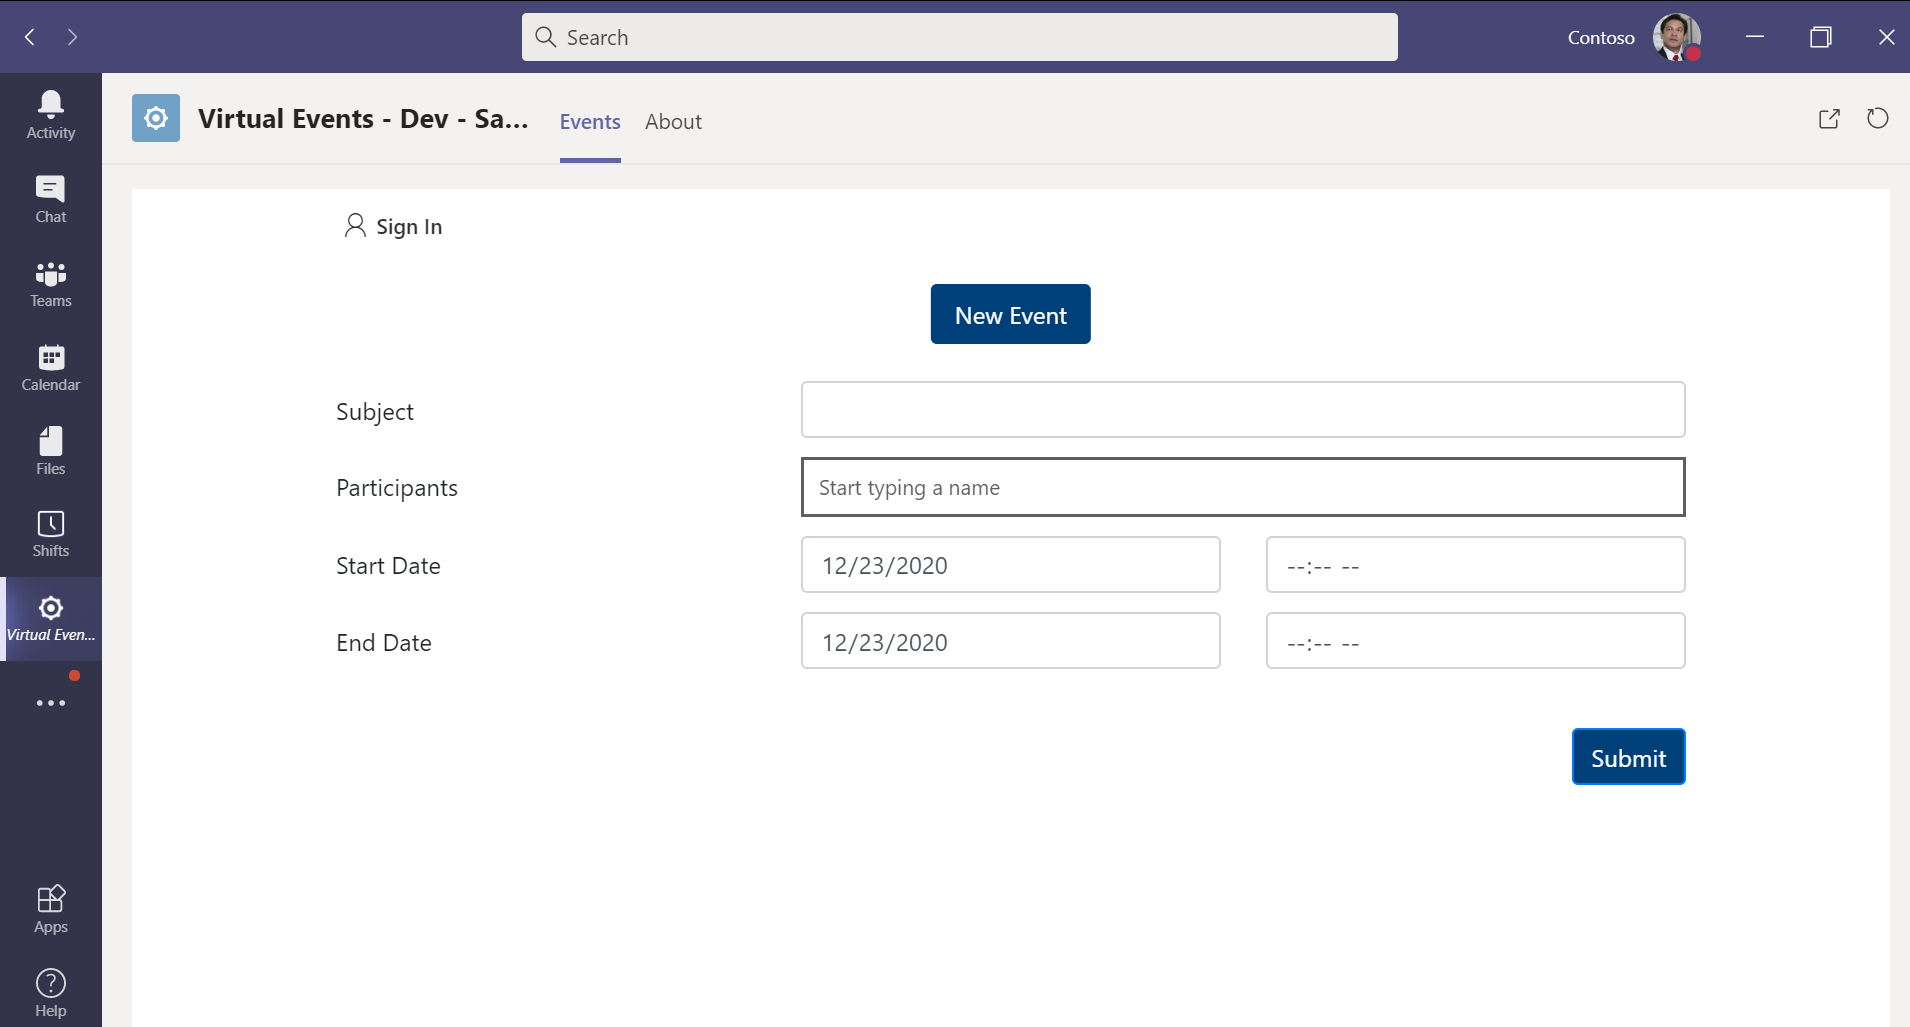 Search
Contoso
Activity
Chat
Teams
Calendar
Files
Shifts
Virtual Even...
Apps
Help
Virtual Events - Dev - Sa...
Events
About
Sign In
New Event
Subject
Participants
Start typing a name
Start Date
12/23/2020
--:-- --
End Date
12/23/2020
--:-- --
Submit